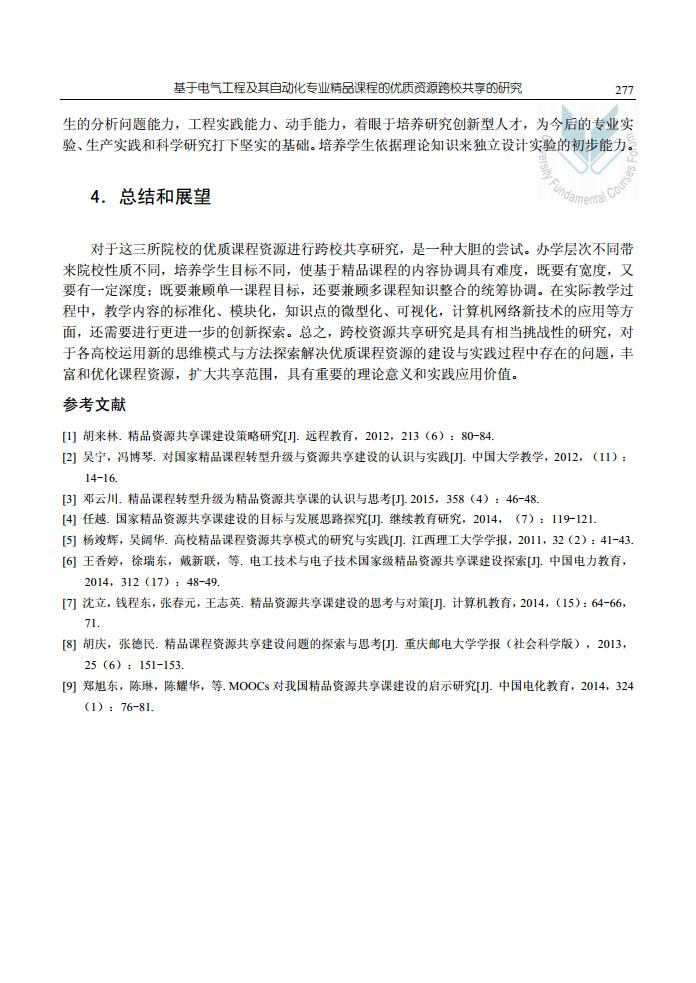 基于电气工程及其自动化专业精品课程的优质资源跨校共享的研究 277
生的分析问题能力，工程实践能力、动手能力，着眼于培养研究创新型人才，为今后的专业实
验、生产实践和科学研究打下坚实的基础。培养学生依据理论知识来独立设计实验的初步能力。
University Fundamental Courses
4．总结和展望
对于这三所院校的优质课程资源进行跨校共享研究，是一种大胆的尝试。办学层次不同带
来院校性质不同，培养学生目标不同，使基于精品课程的内容协调具有难度，既要有宽度，又
要有一定深度；既要兼顾单一课程目标，还要兼顾多课程知识整合的统筹协调。在实际教学过
程中，教学内容的标准化、模块化，知识点的微型化、可视化，计算机网络新技术的应用等方
面，还需要进行更进一步的创新探索。总之，跨校资源共享研究是具有相当挑战性的研究，对
于各高校运用新的思维模式与方法探索解决优质课程资源的建设与实践过程中存在的问题，丰
富和优化课程资源，扩大共享范围，具有重要的理论意义和实践应用价值。
参考文献
[1] 胡来林. 精品资源共享课建设策略研究[J]. 远程教育，2012，213（6）：80-84.
[2] 吴宁，冯博琴. 对国家精品课程转型升级与资源共享建设的认识与实践[J]. 中国大学教学，2012，（11）：
14-16.
[3] 邓云川. 精品课程转型升级为精品资源共享课的认识与思考[J]. 2015，358（4）：46-48.
[4] 任越. 国家精品资源共享课建设的目标与发展思路探究[J]. 继续教育研究，2014，（7）：119-121.
[5] 杨竣辉，吴阔华. 高校精品课程资源共享模式的研究与实践[J]. 江西理工大学学报，2011，32（2）：41-43.
[6] 王香婷，徐瑞东，戴新联，等. 电工技术与电子技术国家级精品资源共享课建设探索[J]. 中国电力教育，
2014，312（17）：48-49.
[7] 沈立，钱程东，张春元，王志英. 精品资源共享课建设的思考与对策[J]. 计算机教育，2014，（15）：64-66，
71.
[8] 胡庆，张德民. 精品课程资源共享建设问题的探索与思考[J]. 重庆邮电大学学报（社会科学版），2013，
25（6）：151-153.
[9] 郑旭东，陈琳，陈耀华，等. MOOCs 对我国精品资源共享课建设的启示研究[J]. 中国电化教育，2014，324
（1）：76-81.